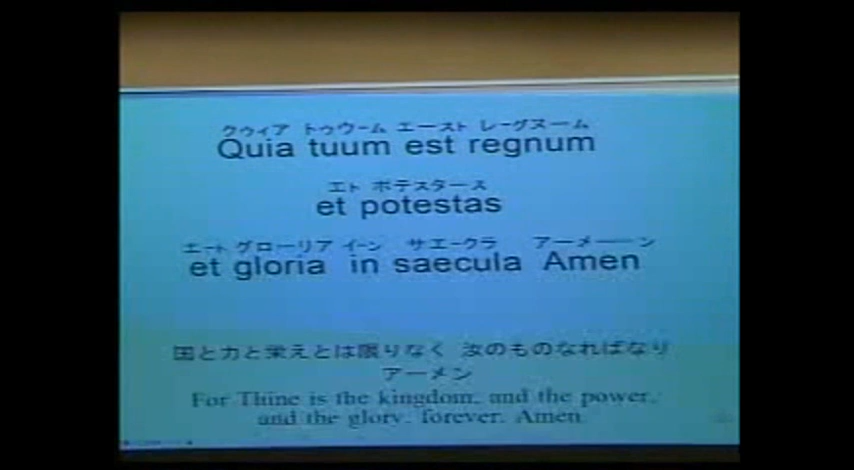 クゥィア トゥウーム エースト レーグヌーム
Quia tuum est regnum
エト ポテスタース
et potestas
エート グローリア イーン サエークラ アーメーーン
et gloria in saecula Amen
国と力と栄えとは限りなく 汝のものなればなり
アーメン
For Thine is the kingdom, and the power,
and the glory, forever. Amen.